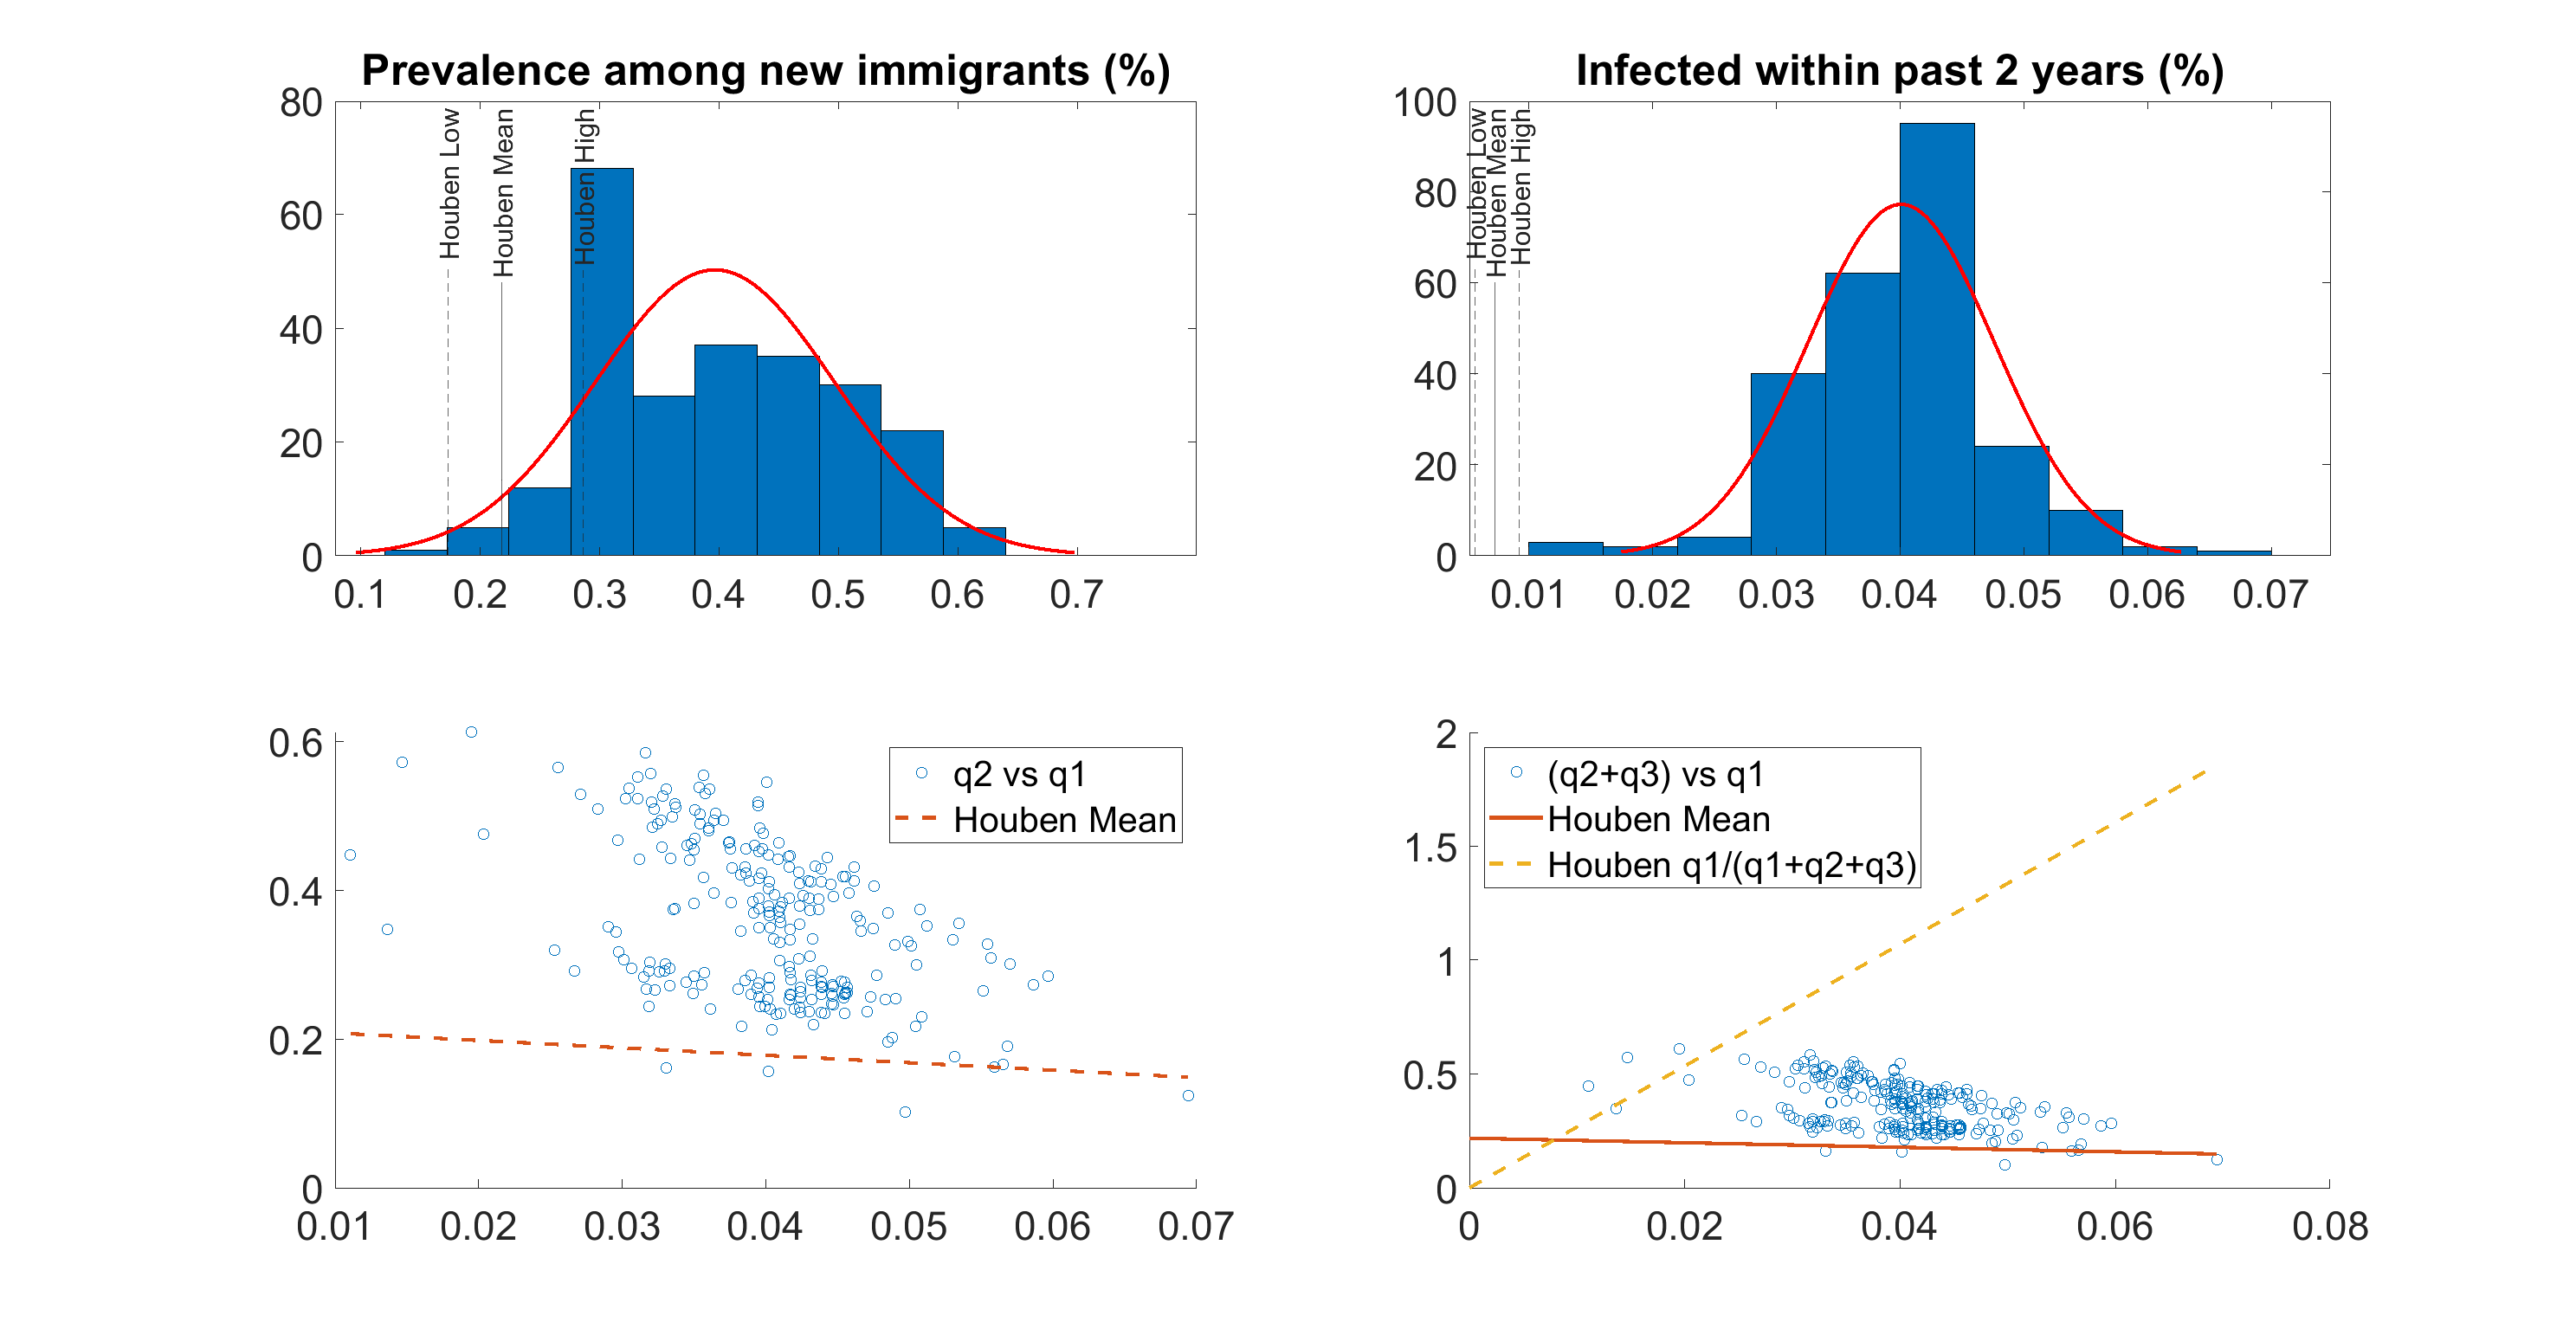 Prevalence among new immigrants (%)
80
60
40
20
0
Houben Low
Houben Mean
Houben High
0.1 0.2 0.3 0.4 0.5 0.6 0.7
Infected within past 2 years (%)
100
80
60
40
20
0
Houben Low
Houben Mean
Houben High
0.01 0.02 0.03 0.04 0.05 0.06 0.07
0.6
0.4
0.2
0
q2 vs q1
Houben Mean
0.01 0.02 0.03 0.04 0.05 0.06 0.07
2
1.5
1
0.5
0
(q2+q3) vs q1
Houben Mean
Houben q1/(q1+q2+q3)
0 0.02 0.04 0.06 0.08